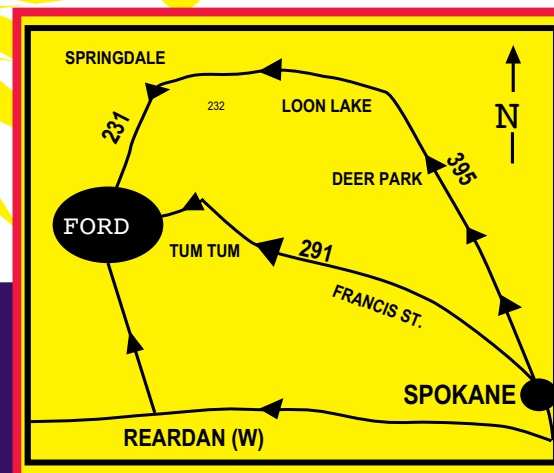 SPRINGDALE
231
232
LOON LAKE
N
DEER PARK
395
FORD
TUM TUM
291
FRANCIS ST.
SPOKANE
REARDAN (W)